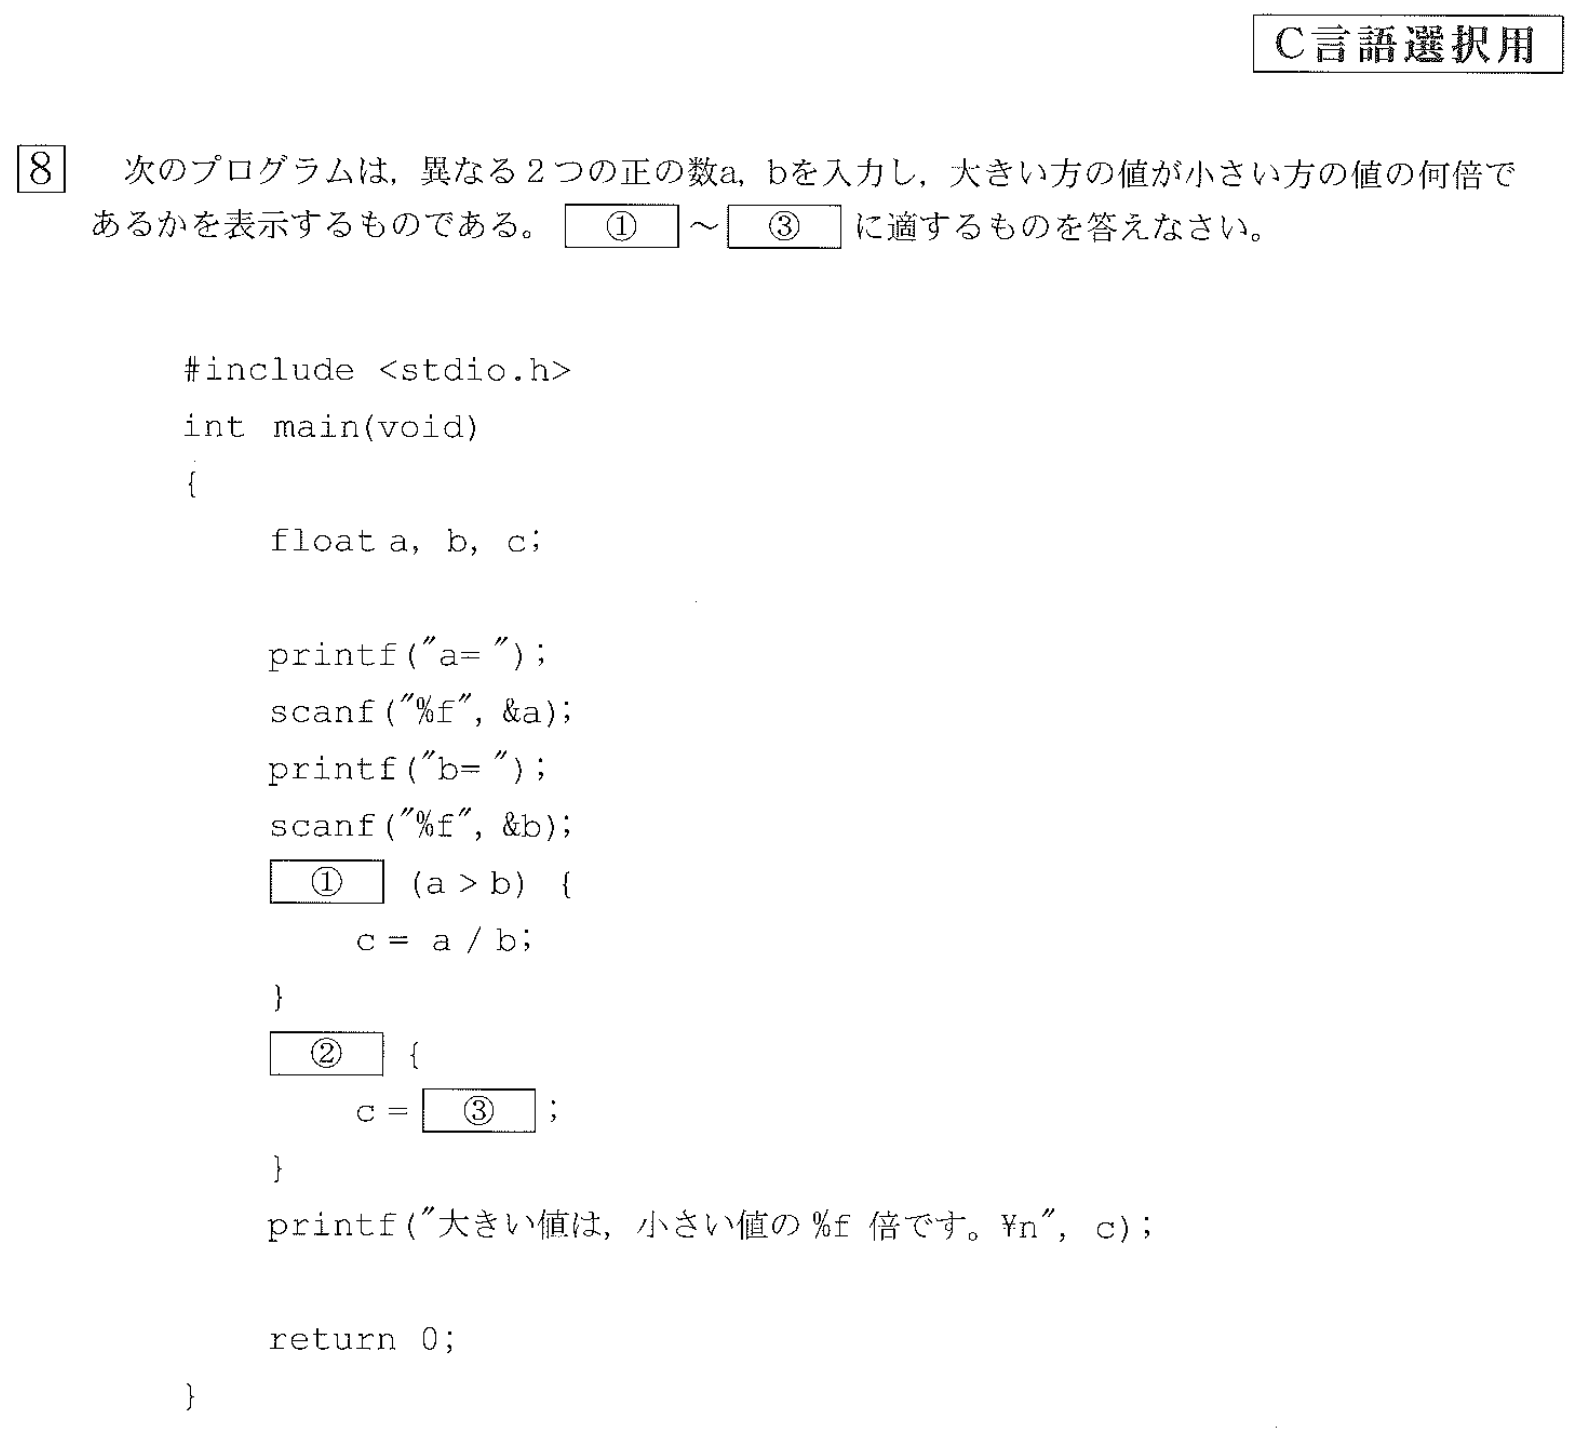 C言語選択用
8 次のプログラムは，異なる２つの正の数a，bを入力し，大きい方の値が小さい方の値の何倍で
あるかを表示するものである。 ① ～ ③ に適するものを答えなさい。
#include <stdio.h>
int main(void)
{
float a, b, c;
printf("a= ");
scanf("%f", &a);
printf("b= ");
scanf("%f", &b);
① (a > b) {
c = a / b;
}
② {
c = ③ ;
}
printf("大きい値は，小さい値の %f 倍です。¥n", c);
return 0;
}